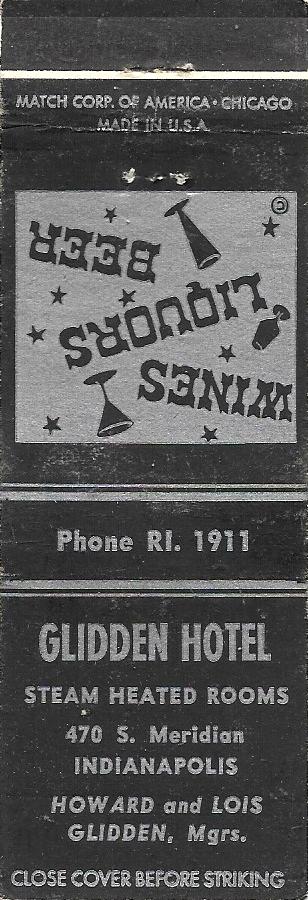 MATCH CORP. OF AMERICA • CHICAGO
MADE IN U.S.A.
©
WINES
LIQUORS
BEER
Phone RI. 1911
GLIDDEN HOTEL
STEAM HEATED ROOMS
470 S. Meridian
INDIANAPOLIS
HOWARD and LOIS
GLIDDEN, Mgrs.
CLOSE COVER BEFORE STRIKING